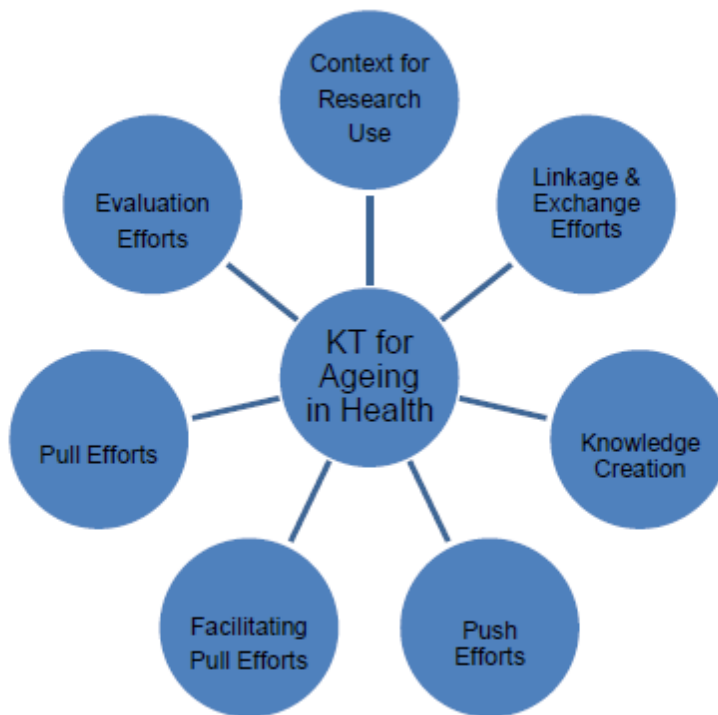 Context for
Research
Use
Linkage &
Exchange
Efforts
Knowledge
Creation
Push
Efforts
Facilitating
Pull Efforts
Pull Efforts
Evaluation
Efforts
KT for
Ageing
in Health